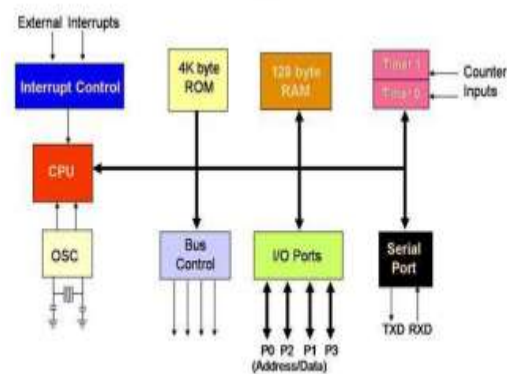 External Interrupts
Interrupt Control
4K byte
ROM
128 byte
RAM
Timer 1
Timer 0
Counter
Inputs
CPU
OSC
Bus
Control
I/O Ports
Serial
Port
TXD RXD
P0 P2 P1 P3
(Address/Data)